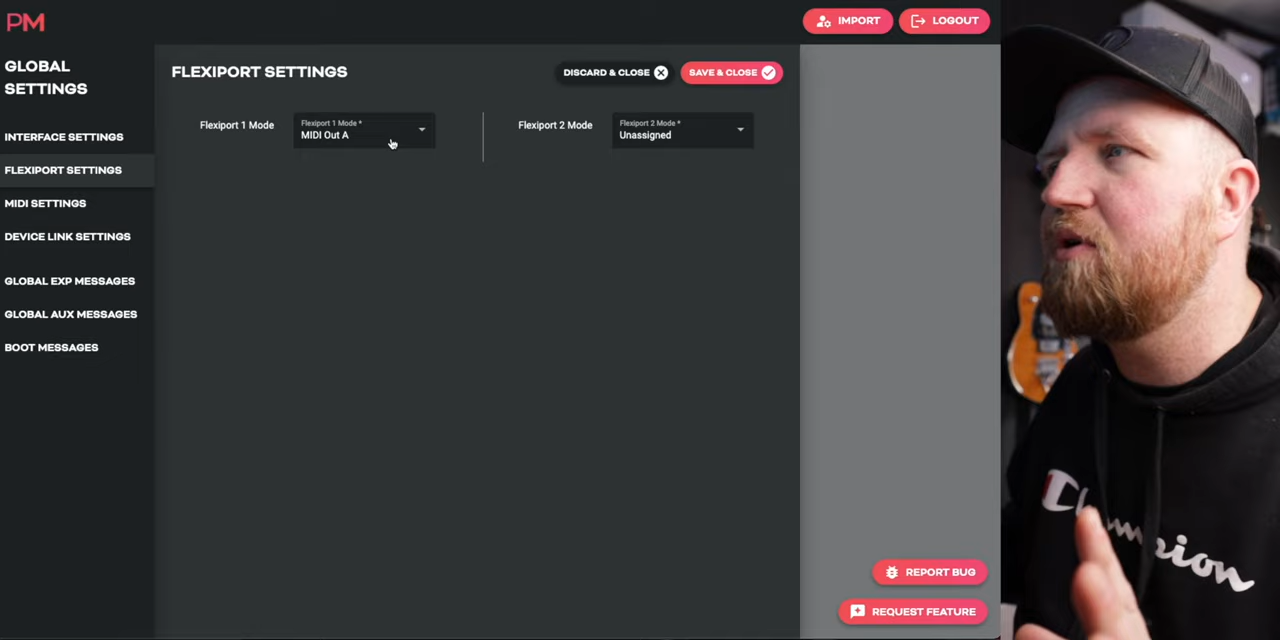 PM
IMPORT
LOGOUT
GLOBAL
SETTINGS
INTERFACE SETTINGS
FLEXIPORT SETTINGS
MIDI SETTINGS
DEVICE LINK SETTINGS
GLOBAL EXP MESSAGES
GLOBAL AUX MESSAGES
BOOT MESSAGES
FLEXIPORT SETTINGS
DISCARD & CLOSE
SAVE & CLOSE
Flexiport 1 Mode
Flexiport 1 Mode *
MIDI Out A
Flexiport 2 Mode
Flexiport 2 Mode *
Unassigned
REPORT BUG
REQUEST FEATURE
Champion